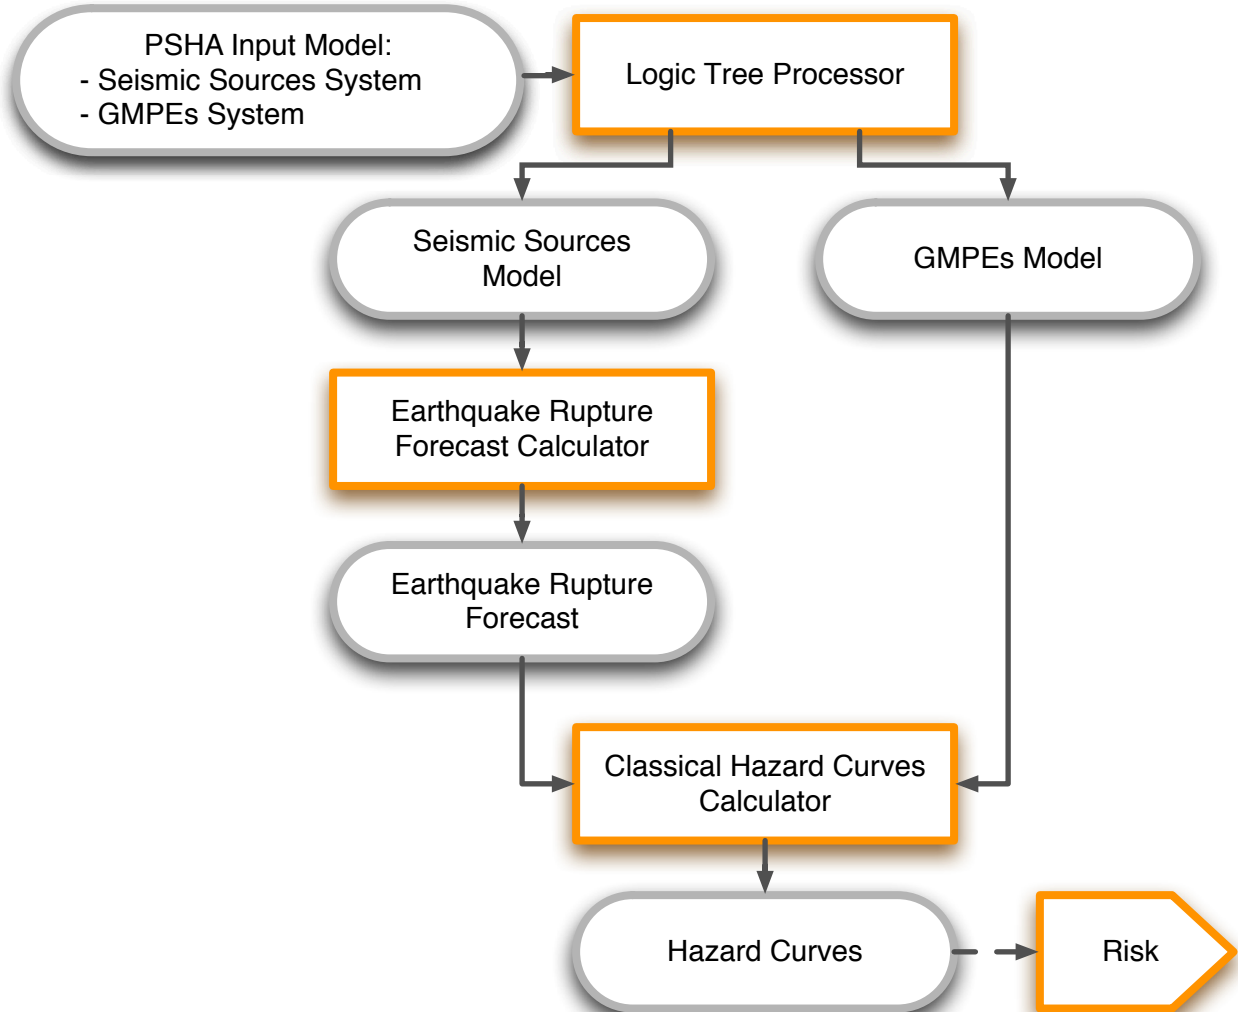 PSHA Input Model:
- Seismic Sources System
- GMPEs System
Logic Tree Processor
Seismic Sources
Model
GMPEs Model
Earthquake Rupture
Forecast Calculator
Earthquake Rupture
Forecast
Classical Hazard Curves
Calculator
Hazard Curves
Risk